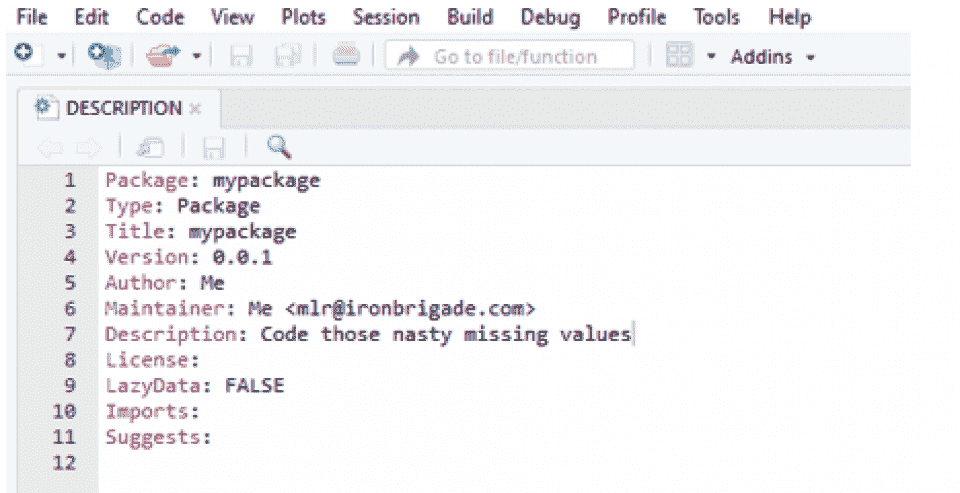 File Edit Code View Plots Session Build Debug Profile Tools Help
Go to file/function Addins
DESCRIPTION
1 Package: mypackage
2 Type: Package
3 Title: mypackage
4 Version: 0.0.1
5 Author: Me
6 Maintainer: Me <mlr@ironbrigade.com>
7 Description: Code those nasty missing values
8 License:
9 LazyData: FALSE
10 Imports:
11 Suggests:
12